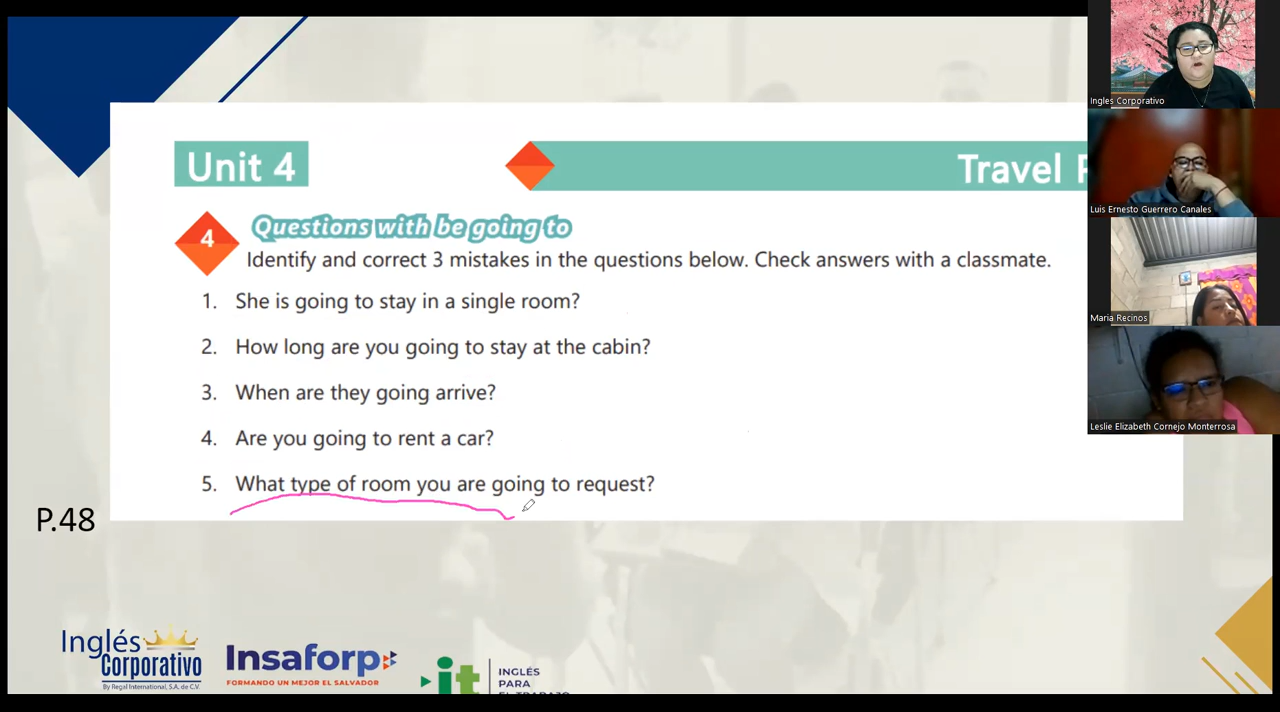 Unit 4
Travel
4
Questions with be going to
Identify and correct 3 mistakes in the questions below. Check answers with a classmate.
1. She is going to stay in a single room?
2. How long are you going to stay at the cabin?
3. When are they going arrive?
4. Are you going to rent a car?
5. What type of room you are going to request?
P.48
Inglés
Corporativo
By Regal International, S.A. de C.V.
Insaforp
FORMANDO UN MEJOR EL SALVADOR
it
INGLÉS
PARA
Ingles Corporativo
Luis Ernesto Guerrero Canales
Maria Recinos
Leslie Elizabeth Cornejo Monterrosa